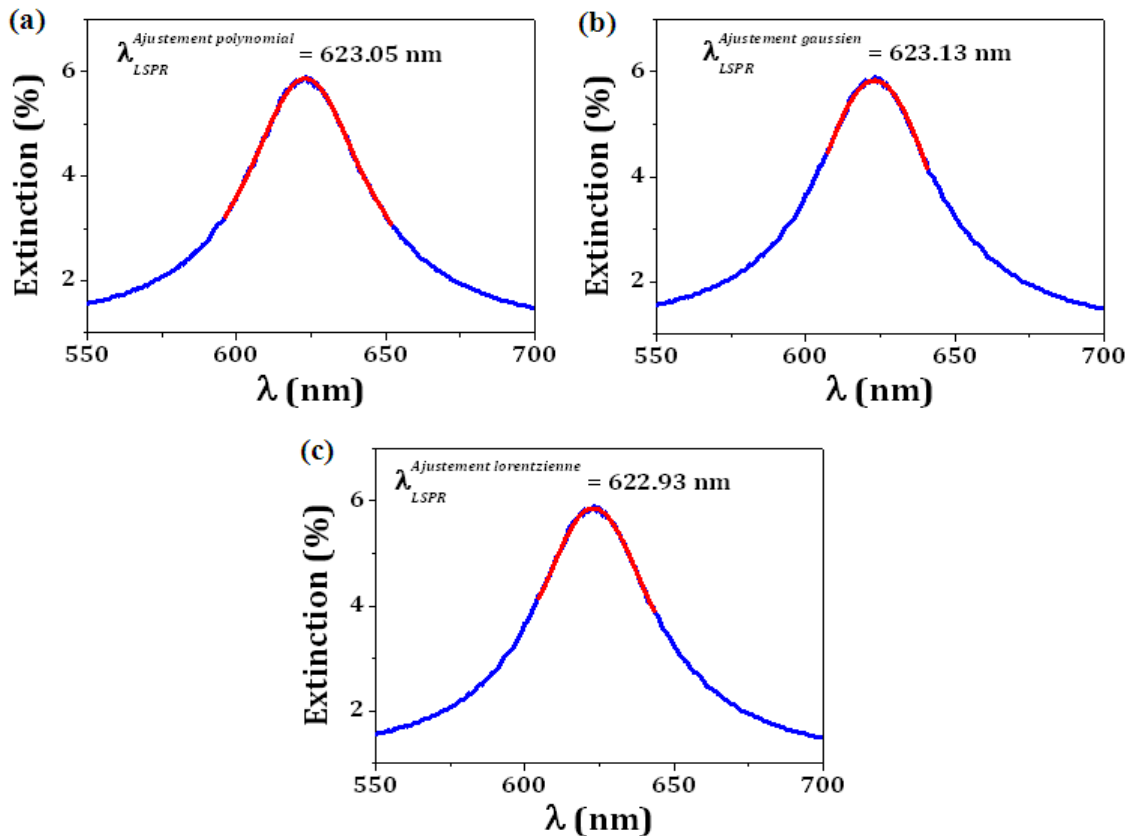 (a)
λ LSPR Ajustement polynomial = 623.05 nm
Extinction (%)
6
4
2
550 600 650 700
λ (nm)
(b)
λ LSPR Ajustement gaussien = 623.13 nm
Extinction (%)
6
4
2
550 600 650 700
λ (nm)
(c)
λ LSPR Ajustement lorentzienne = 622.93 nm
Extinction (%)
6
4
2
550 600 650 700
λ (nm)